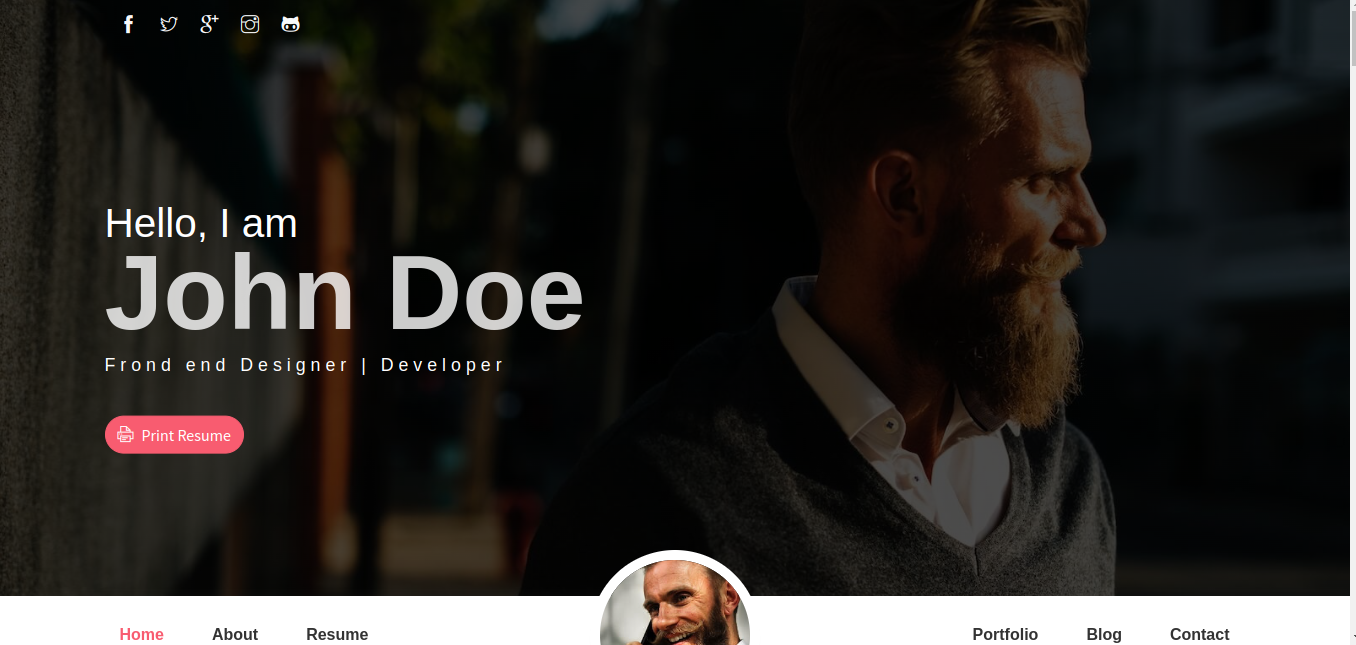 Hello, I am
John Doe
Frond end Designer | Developer
Print Resume
Home About Resume Portfolio Blog Contact